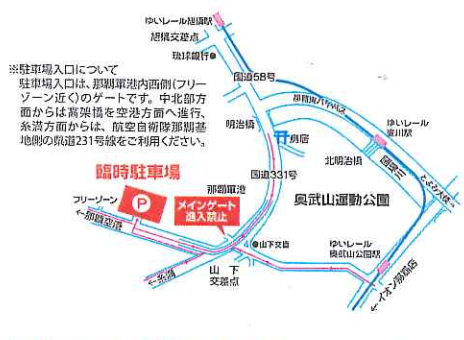 ゆいレール旭橋駅
旭橋交差点
琉球銀行
国道58号
※駐車場入口について
駐車場入口は、那覇軍港内西側(フリー
ゾーン近く)のゲートです。中北部方
面からは高架橋を空港方面へ進行、
糸満方面からは、航空自衛隊那覇基
地側の県道231号線をご利用ください。
那覇東バイパス
ゆいレール
壺川駅
明治橋
鳥居
北明治橋
国場川
とよみ大橋
臨時駐車場
国道331号
奥武山運動公園
フリーゾーン
P
那覇軍港
メインゲート
進入禁止
←那覇空港
山下交番
ゆいレール
奥武山公園駅
←糸満
山下
交差点
←イオン那覇店